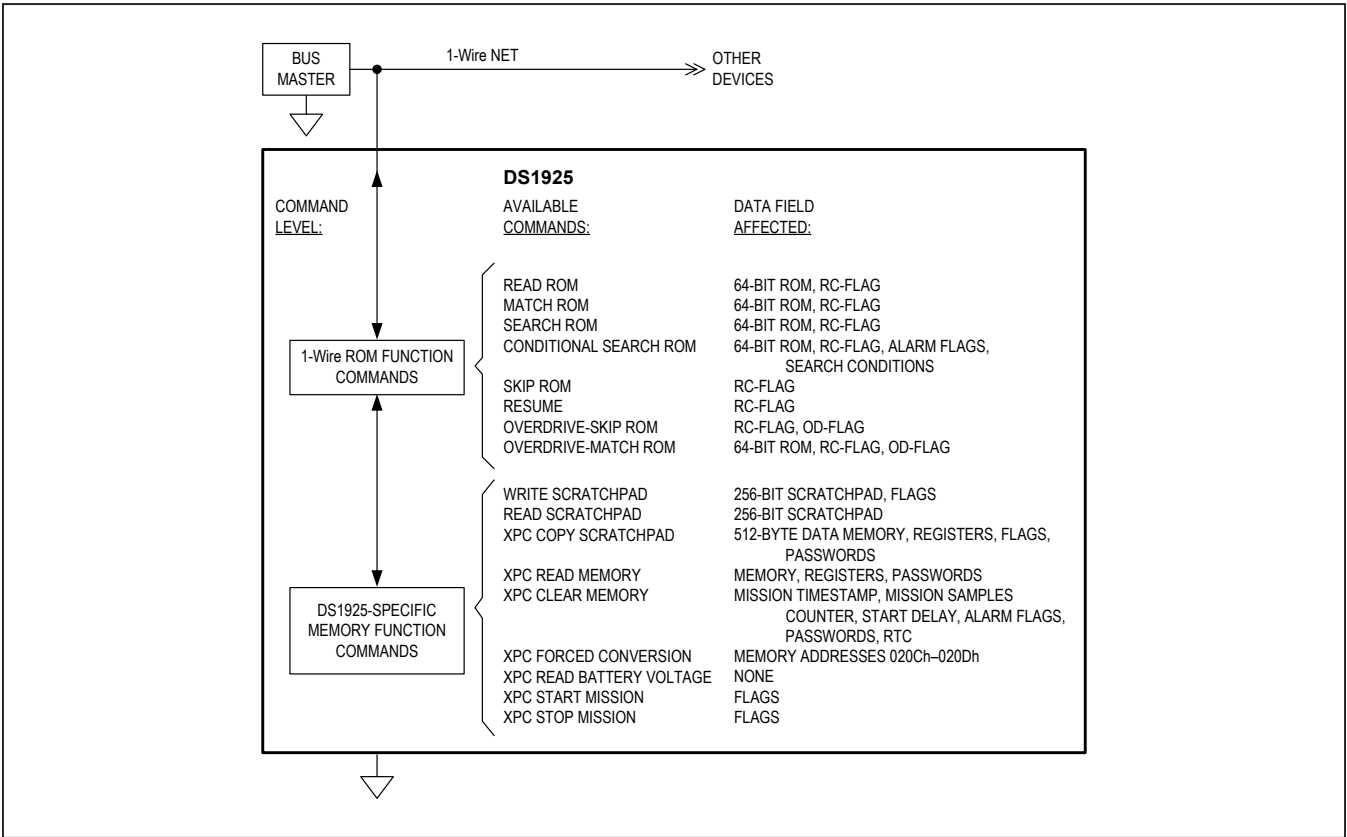 BUS
MASTER
1-Wire NET
OTHER
DEVICES
DS1925
COMMAND
LEVEL:
AVAILABLE
COMMANDS:
DATA FIELD
AFFECTED:
1-Wire ROM FUNCTION
COMMANDS
READ ROM 64-BIT ROM, RC-FLAG
MATCH ROM 64-BIT ROM, RC-FLAG
SEARCH ROM 64-BIT ROM, RC-FLAG
CONDITIONAL SEARCH ROM 64-BIT ROM, RC-FLAG, ALARM FLAGS,
SEARCH CONDITIONS
SKIP ROM RC-FLAG
RESUME RC-FLAG
OVERDRIVE-SKIP ROM RC-FLAG, OD-FLAG
OVERDRIVE-MATCH ROM 64-BIT ROM, RC-FLAG, OD-FLAG
DS1925-SPECIFIC
MEMORY FUNCTION
COMMANDS
WRITE SCRATCHPAD 256-BIT SCRATCHPAD, FLAGS
READ SCRATCHPAD 256-BIT SCRATCHPAD
XPC COPY SCRATCHPAD 512-BYTE DATA MEMORY, REGISTERS, FLAGS,
PASSWORDS
XPC READ MEMORY MEMORY, REGISTERS, PASSWORDS
XPC CLEAR MEMORY MISSION TIMESTAMP, MISSION SAMPLES
COUNTER, START DELAY, ALARM FLAGS,
PASSWORDS, RTC
XPC FORCED CONVERSION MEMORY ADDRESSES 020Ch–020Dh
XPC READ BATTERY VOLTAGE NONE
XPC START MISSION FLAGS
XPC STOP MISSION FLAGS